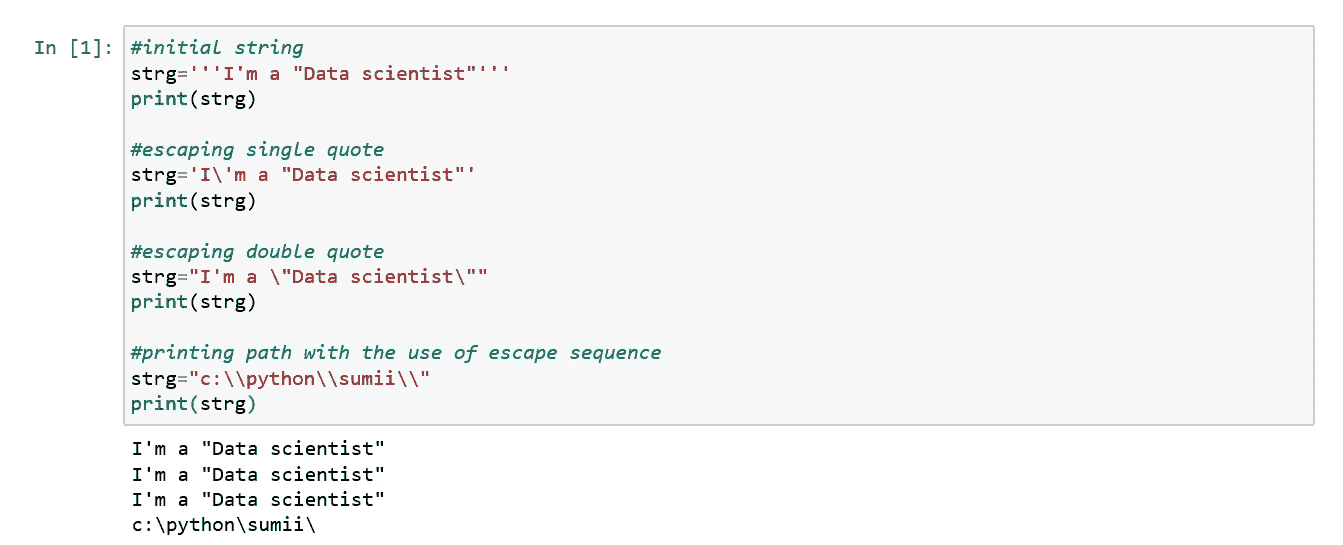 In [1]:
#initial string
strg='''I'm a "Data scientist"'''
print(strg)
#escaping single quote
strg='I\'m a "Data scientist"'
print(strg)
#escaping double quote
strg="I'm a \"Data scientist\""
print(strg)
#printing path with the use of escape sequence
strg="c:\\python\\sumii\\"
print(strg)
I'm a "Data scientist"
I'm a "Data scientist"
I'm a "Data scientist"
c:\python\sumii\